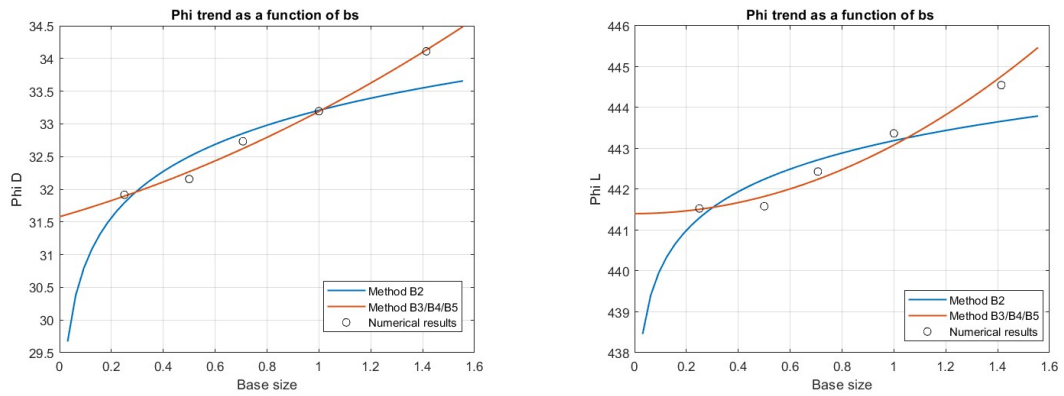 Phi trend as a function of bs
34.5
34
33.5
33
32.5
32
31.5
31
30.5
30
29.5
Phi D
0 0.2 0.4 0.6 0.8 1 1.2 1.4 1.6
Base size
Method B2
Method B3/B4/B5
Numerical results
Phi trend as a function of bs
446
445
444
443
442
441
440
439
438
Phi L
0 0.2 0.4 0.6 0.8 1 1.2 1.4 1.6
Base size
Method B2
Method B3/B4/B5
Numerical results